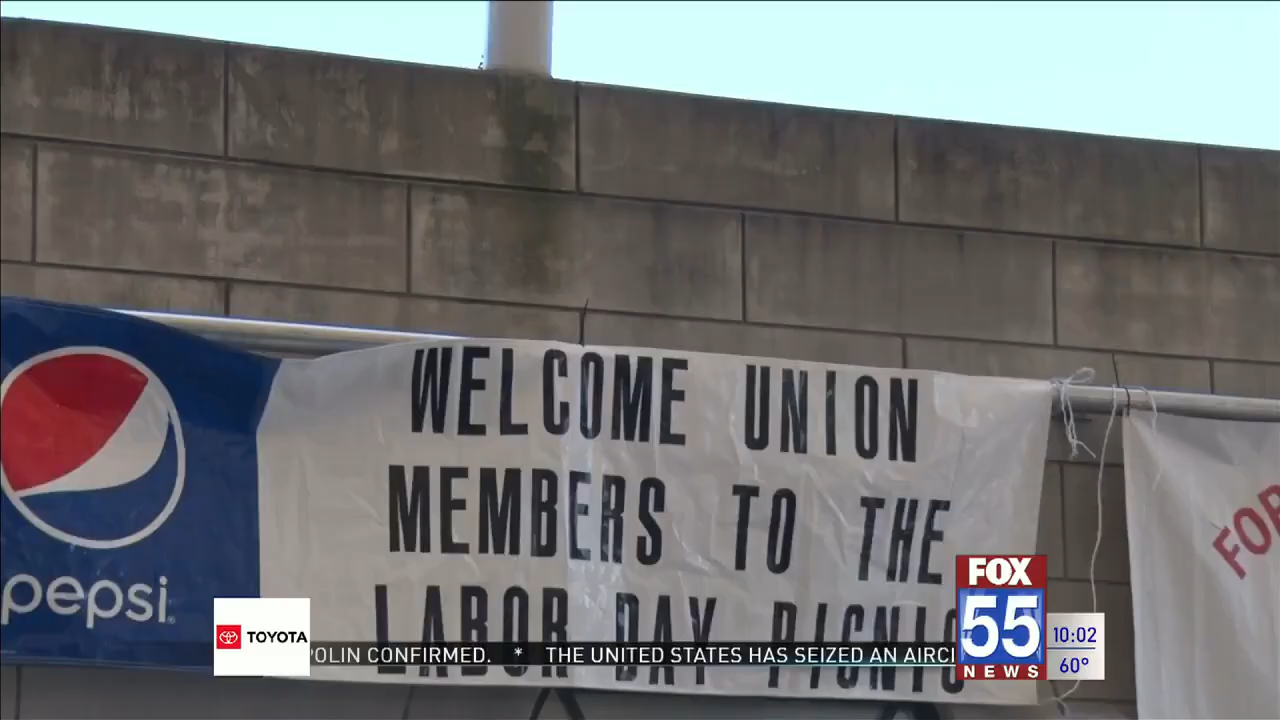 WELCOME UNION
MEMBERS TO THE
LABOR DAY PICNIC
pepsi
FOR
TOYOTA
POLIN CONFIRMED. * THE UNITED STATES HAS SEIZED AN AIRC
FOX
55
NEWS
10:02
60°